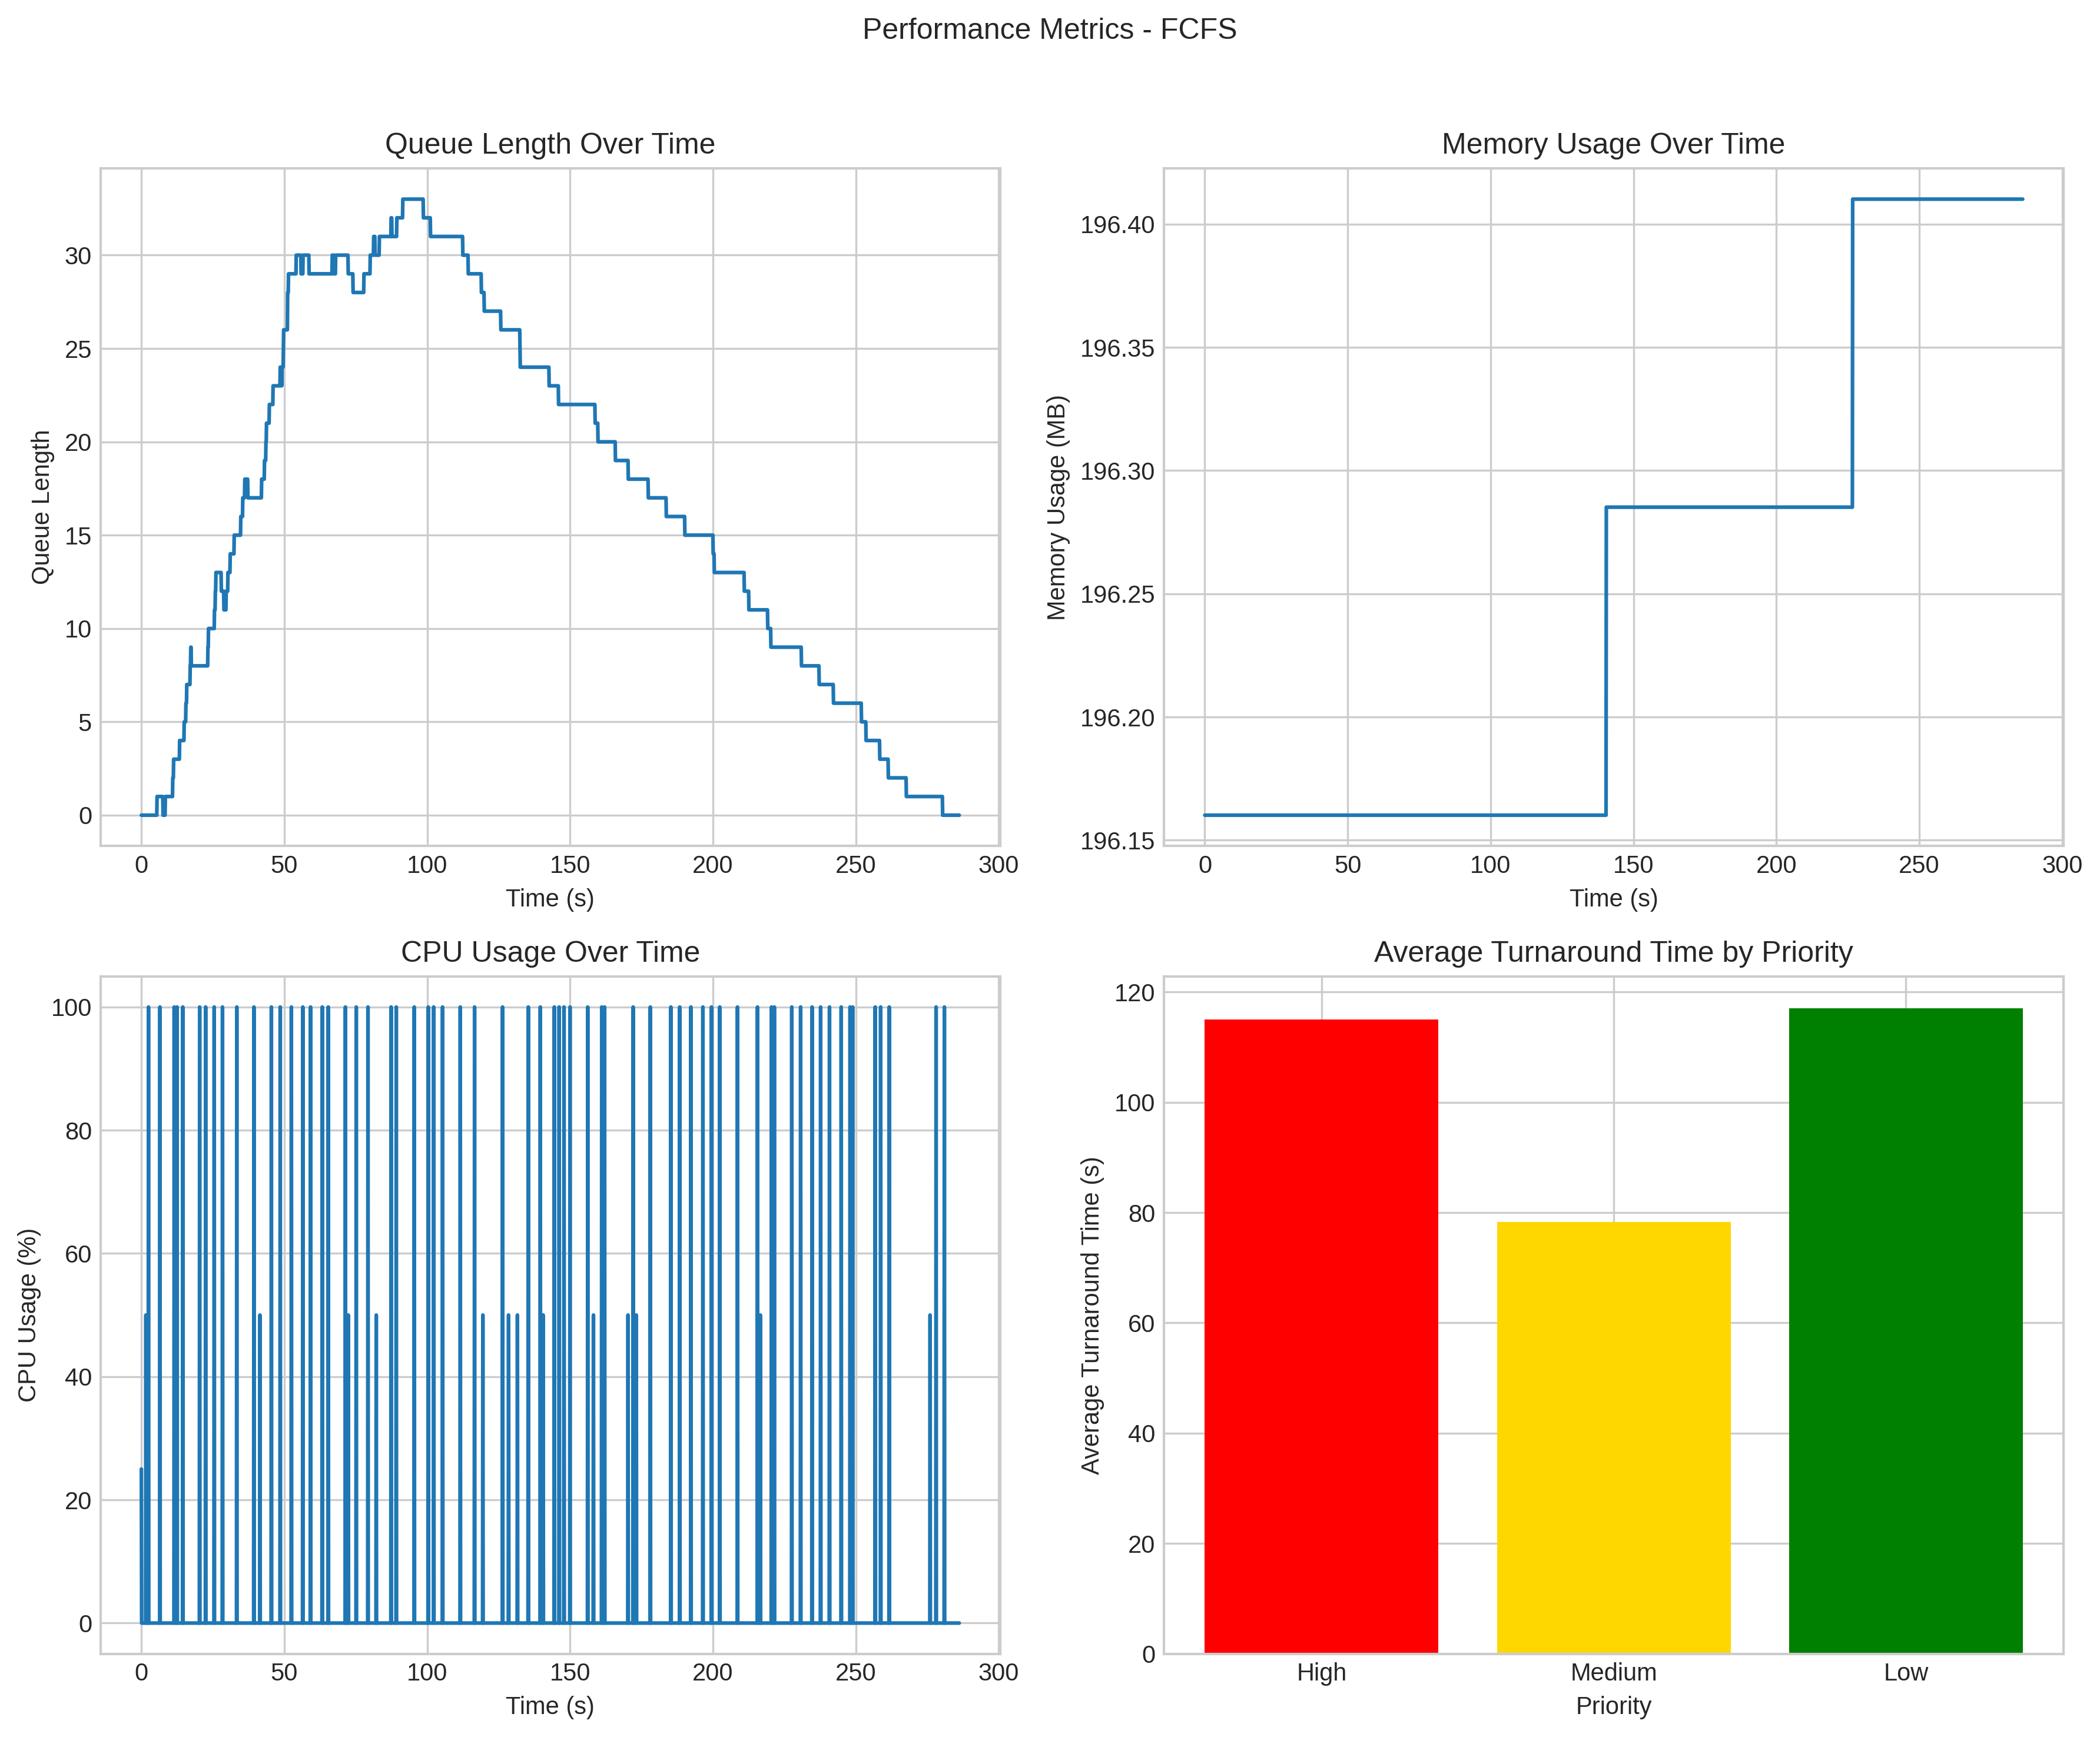 Performance Metrics - FCFS
Queue Length Over Time
Queue Length
30
25
20
15
10
5
0
0 50 100 150 200 250 300
Time (s)
Memory Usage Over Time
Memory Usage (MB)
196.40
196.35
196.30
196.25
196.20
196.15
0 50 100 150 200 250 300
Time (s)
CPU Usage Over Time
CPU Usage (%)
100
80
60
40
20
0
0 50 100 150 200 250 300
Time (s)
Average Turnaround Time by Priority
Average Turnaround Time (s)
120
100
80
60
40
20
0
High Medium Low
Priority